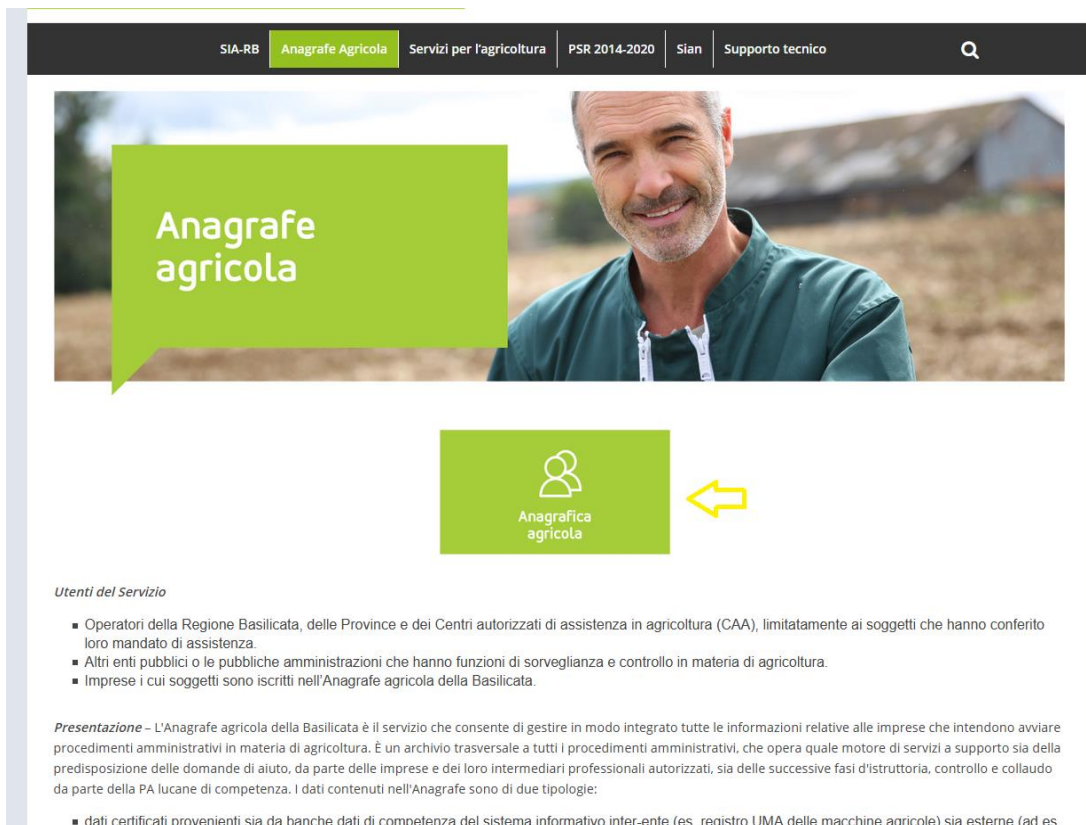 SIA-RB Anagrafe Agricola Servizi per l'agricoltura PSR 2014-2020 Sian Supporto tecnico
Anagrafe
agricola
Anagrafica
agricola
Utenti del Servizio
▪ Operatori della Regione Basilicata, delle Province e dei Centri autorizzati di assistenza in agricoltura (CAA), limitatamente ai soggetti che hanno conferito
loro mandato di assistenza.
▪ Altri enti pubblici o le pubbliche amministrazioni che hanno funzioni di sorveglianza e controllo in materia di agricoltura.
▪ Imprese i cui soggetti sono iscritti nell'Anagrafe agricola della Basilicata.
Presentazione – L'Anagrafe agricola della Basilicata è il servizio che consente di gestire in modo integrato tutte le informazioni relative alle imprese che intendono avviare
procedimenti amministrativi in materia di agricoltura. È un archivio trasversale a tutti i procedimenti amministrativi, che opera quale motore di servizi a supporto sia della
predisposizione delle domande di aiuto, da parte delle imprese e dei loro intermediari professionali autorizzati, sia delle successive fasi d'istruttoria, controllo e collaudo
da parte della PA lucane di competenza. I dati contenuti nell'Anagrafe sono di due tipologie:
▪ dati certificati provenienti sia da banche dati di competenza del sistema informativo inter-ente (es. registro UMA delle macchine agricole) sia esterne (ad es.